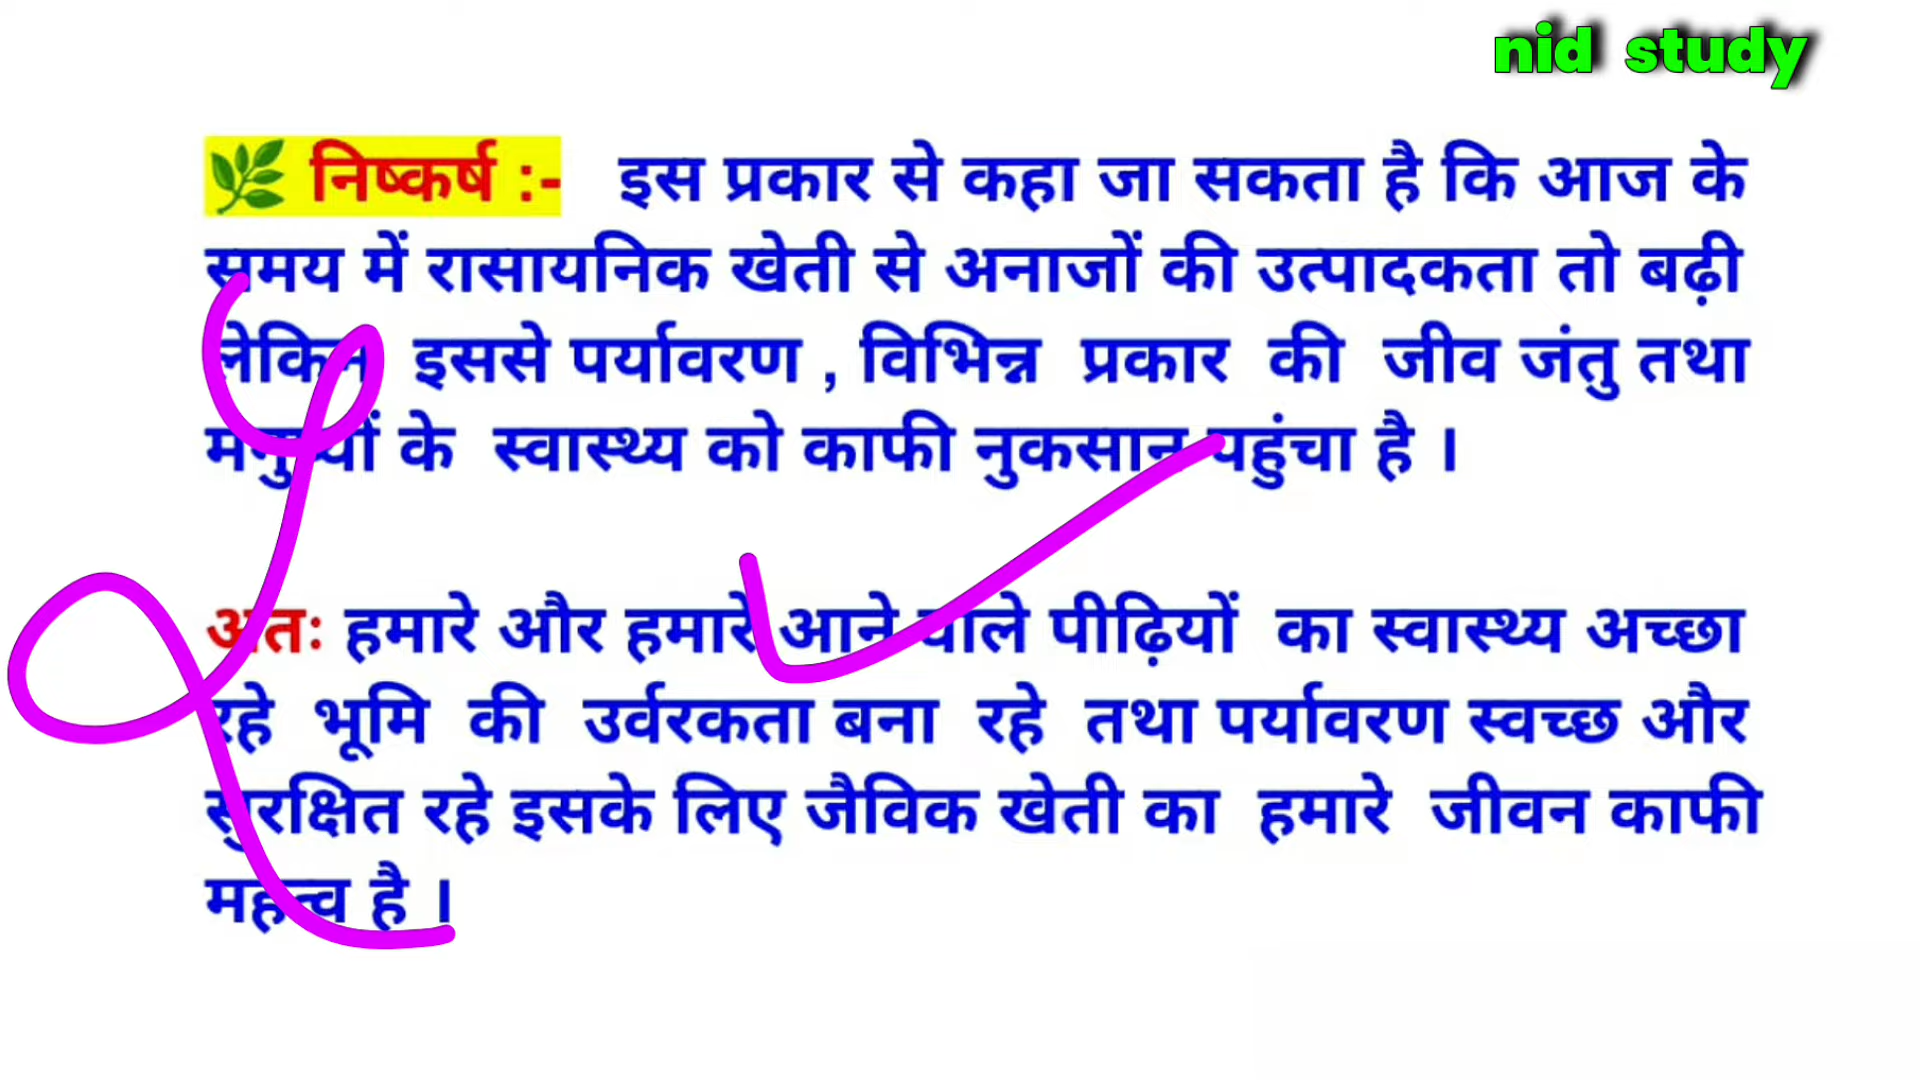 nid study
निष्कर्ष :- इस प्रकार से कहा जा सकता है कि आज के
समय में रासायनिक खेती से अनाजों की उत्पादकता तो बढ़ी
लेकिन इससे पर्यावरण , विभिन्न प्रकार की जीव जंतु तथा
मनुष्यों के स्वास्थ्य को काफी नुकसान पहुंचा है ।
अतः हमारे और हमारे आने वाले पीढ़ियों का स्वास्थ्य अच्छा
रहे भूमि की उर्वरकता बना रहे तथा पर्यावरण स्वच्छ और
सुरक्षित रहे इसके लिए जैविक खेती का हमारे जीवन काफी
महत्व है ।